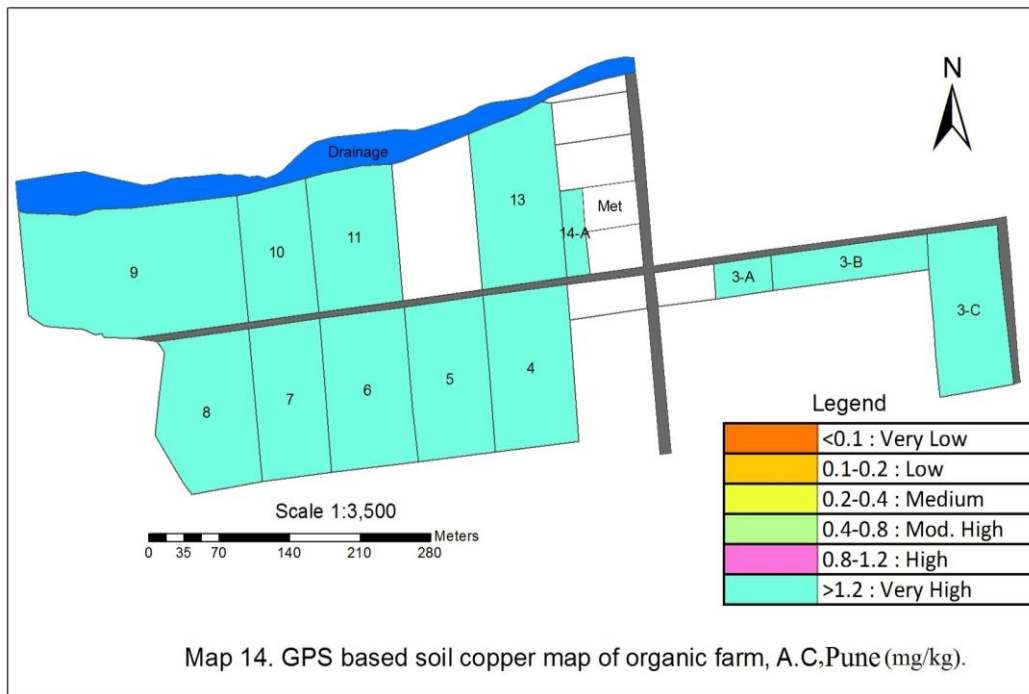 N
Drainage
13
Met
14-A
11
10
9
3-B
3-A
3-C
4
5
6
7
8
Legend
<0.1 : Very Low
0.1-0.2 : Low
0.2-0.4 : Medium
0.4-0.8 : Mod. High
0.8-1.2 : High
>1.2 : Very High
Scale 1:3,500
Meters
0 35 70 140 210 280
Map 14. GPS based soil copper map of organic farm, A.C,Pune (mg/kg).